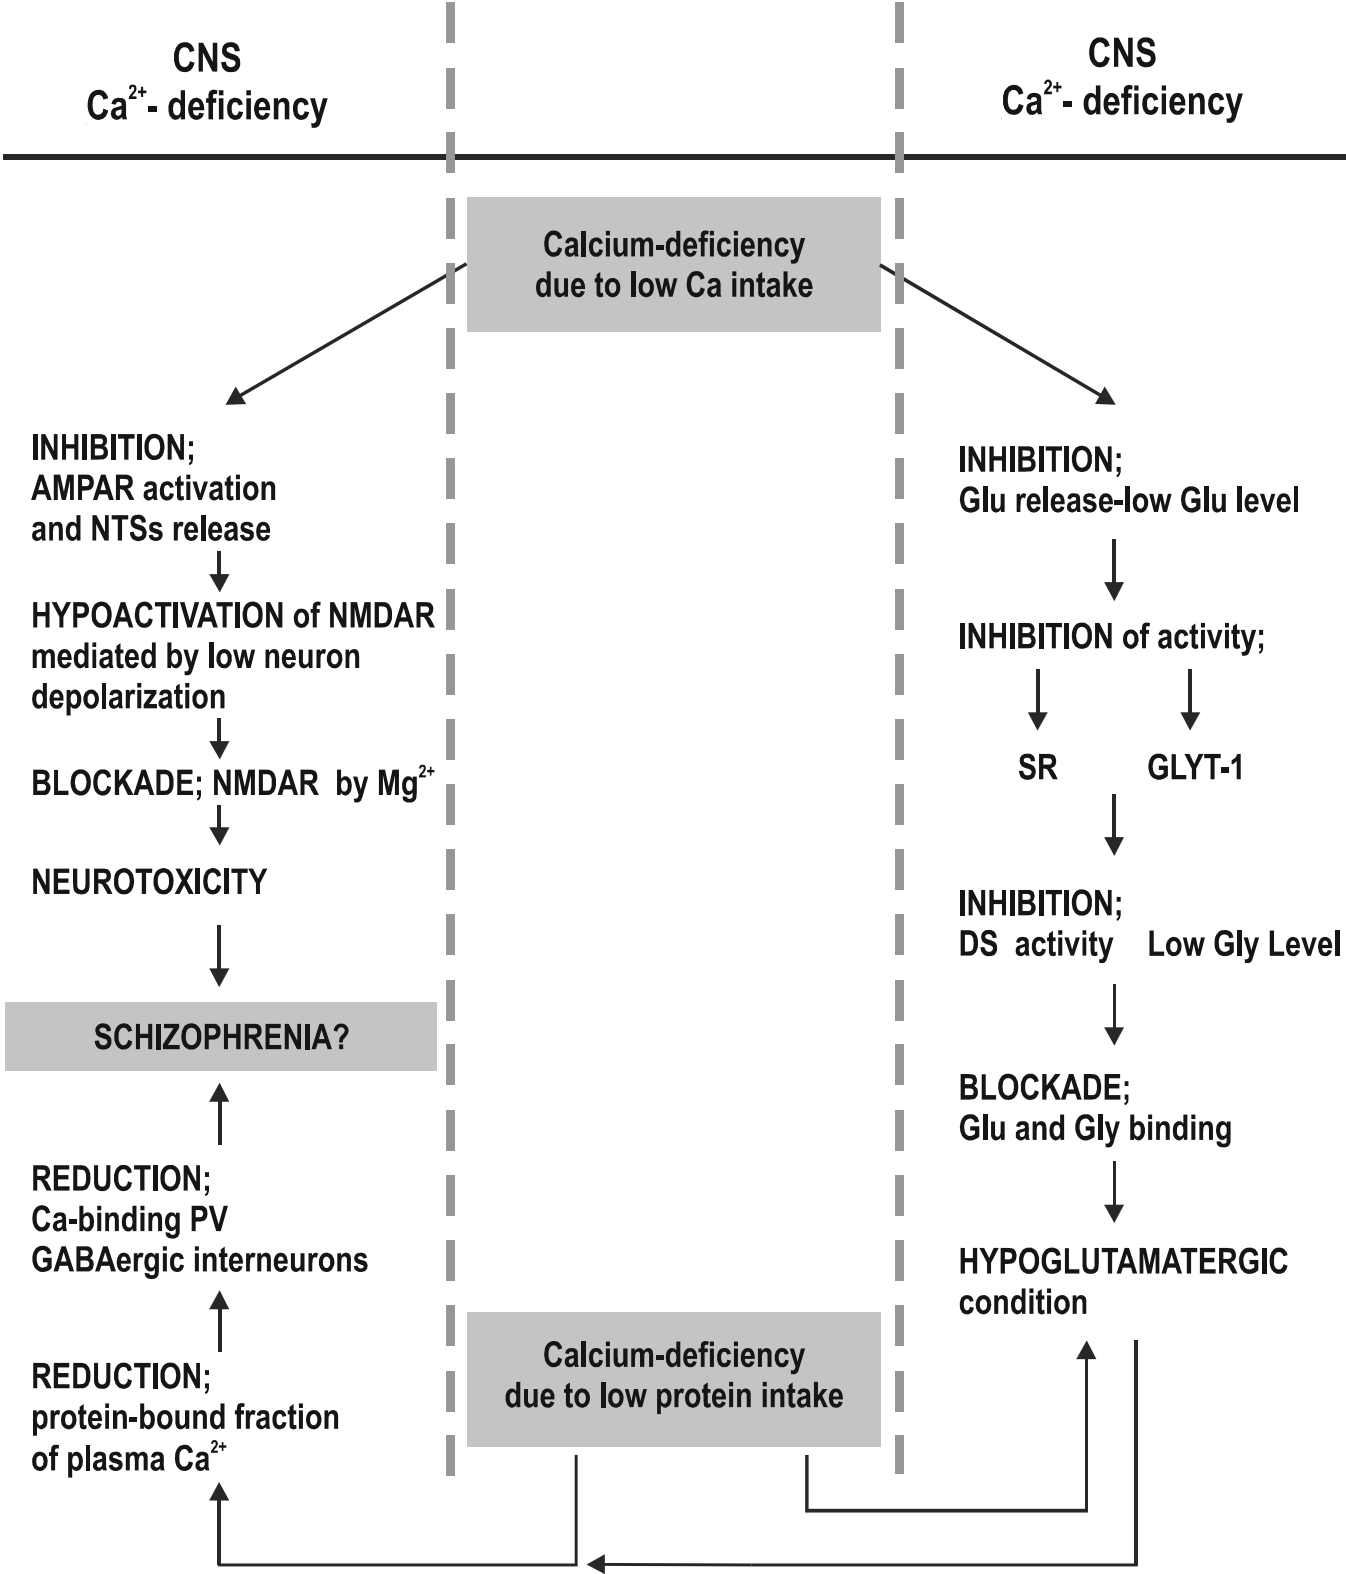 CNS
Ca²⁺- deficiency
CNS
Ca²⁺- deficiency
Calcium-deficiency
due to low Ca intake
INHIBITION;
AMPAR activation
and NTSs release
HYPOACTIVATION of NMDAR
mediated by low neuron
depolarization
BLOCKADE; NMDAR by Mg²⁺
NEUROTOXICITY
SCHIZOPHRENIA?
REDUCTION;
Ca-binding PV
GABAergic interneurons
REDUCTION;
protein-bound fraction
of plasma Ca²⁺
Calcium-deficiency
due to low protein intake
INHIBITION;
Glu release-low Glu level
INHIBITION of activity;
SR GLYT-1
INHIBITION;
DS activity Low Gly Level
BLOCKADE;
Glu and Gly binding
HYPOGLUTAMATERGIC
condition